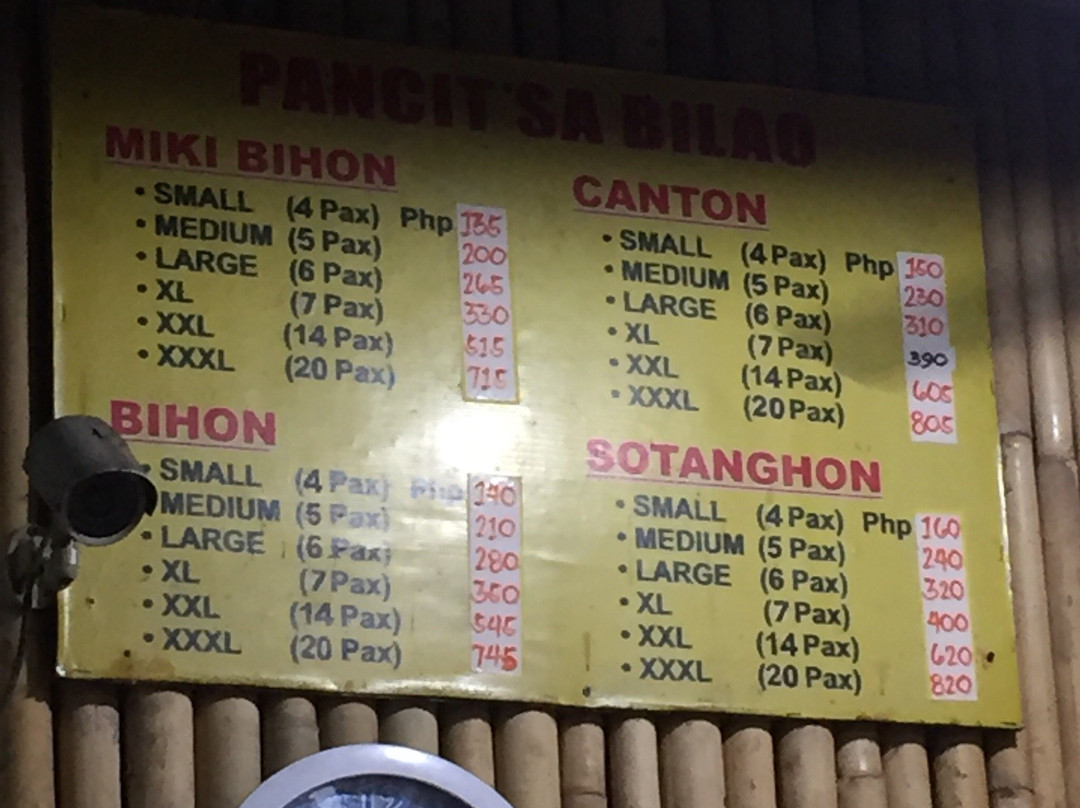 PANCIT SA BILAO
MIKI BIHON
• SMALL (4 Pax) Php 135
• MEDIUM (5 Pax) 200
• LARGE (6 Pax) 265
• XL (7 Pax) 330
• XXL (14 Pax) 515
• XXXL (20 Pax) 715
BIHON
• SMALL (4 Pax) Php 140
• MEDIUM (5 Pax) 210
• LARGE (6 Pax) 280
• XL (7 Pax) 350
• XXL (14 Pax) 545
• XXXL (20 Pax) 745
CANTON
• SMALL (4 Pax) Php 150
• MEDIUM (5 Pax) 230
• LARGE (6 Pax) 310
• XL (7 Pax) 390
• XXL (14 Pax) 605
• XXXL (20 Pax) 805
SOTANGHON
• SMALL (4 Pax) Php 160
• MEDIUM (5 Pax) 240
• LARGE (6 Pax) 320
• XL (7 Pax) 400
• XXL (14 Pax) 620
• XXXL (20 Pax) 820